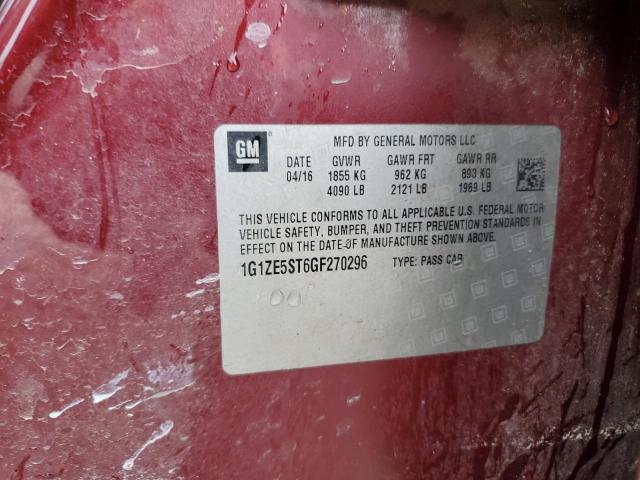 GM
MFD BY GENERAL MOTORS LLC
DATE GVWR GAWR FRT GAWR RR
04/16 1855 KG 962 KG 893 KG
4090 LB 2121 LB 1969 LB
THIS VEHICLE CONFORMS TO ALL APPLICABLE U.S. FEDERAL MOTOR
VEHICLE SAFETY, BUMPER, AND THEFT PREVENTION STANDARDS IN
EFFECT ON THE DATE OF MANUFACTURE SHOWN ABOVE.
1G1ZE5ST6GF270296 TYPE: PASS CAR